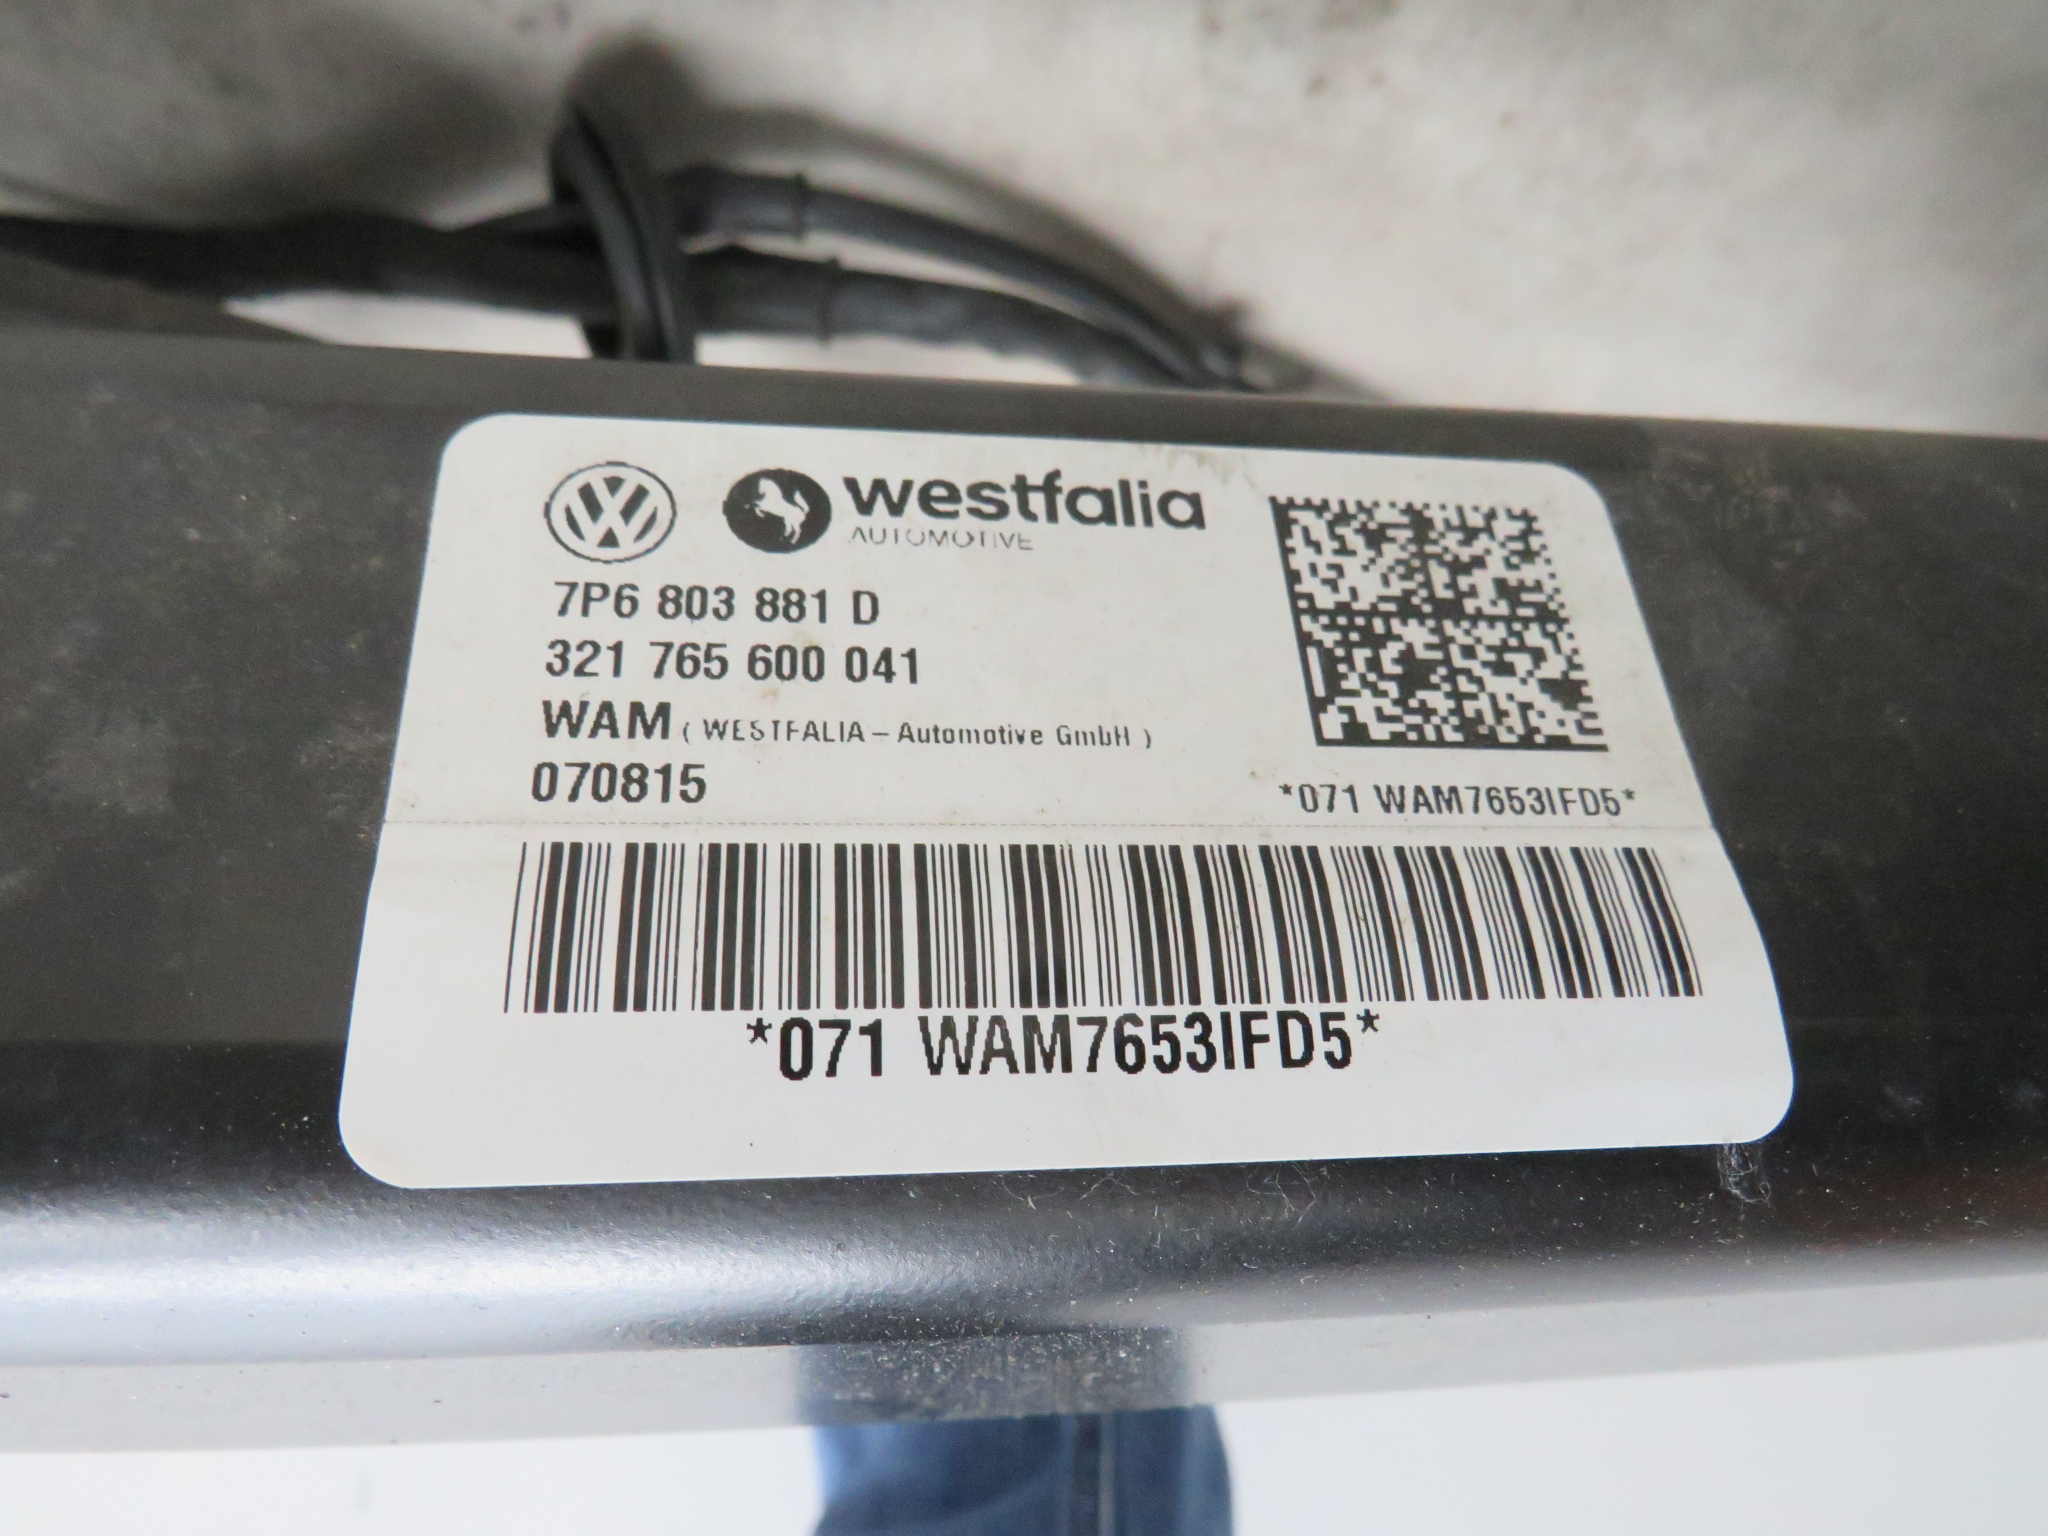 westfalia
AUTOMOTIVE
7P6 803 881 D
321 765 600 041
WAM ( WESTFALIA – Automotive GmbH )
070815
*071 WAM7653IFD5*
*071 WAM7653IFD5*